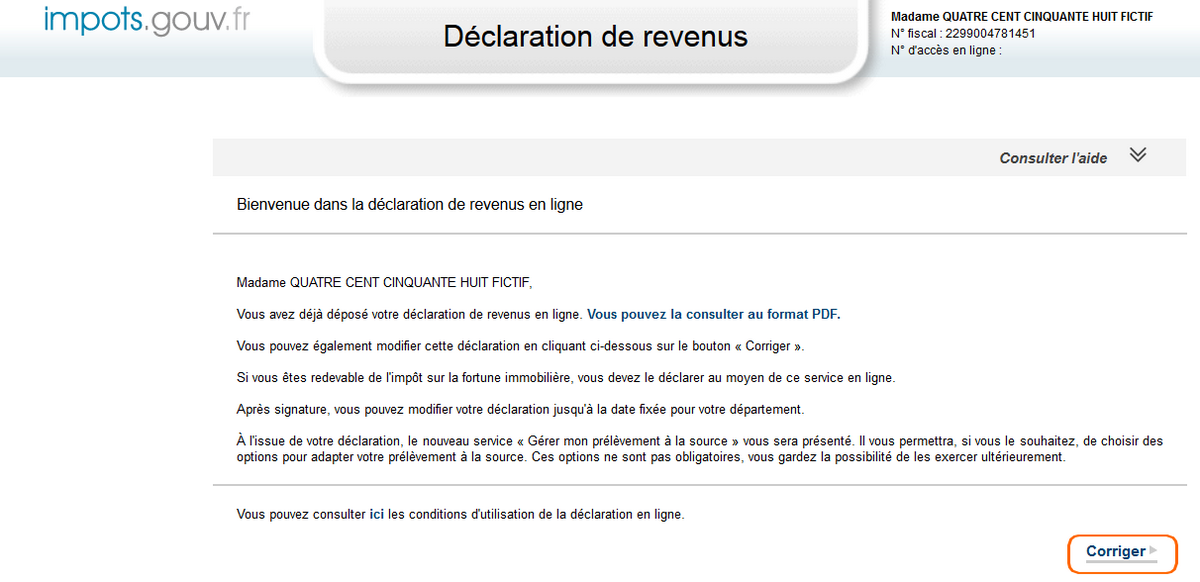 impots.gouv.fr
Déclaration de revenus
Madame QUATRE CENT CINQUANTE HUIT FICTIF
N° fiscal : 2299004781451
N° d'accès en ligne :
Consulter l'aide
Bienvenue dans la déclaration de revenus en ligne
Madame QUATRE CENT CINQUANTE HUIT FICTIF,
Vous avez déjà déposé votre déclaration de revenus en ligne. Vous pouvez la consulter au format PDF.
Vous pouvez également modifier cette déclaration en cliquant ci-dessous sur le bouton « Corriger ».
Si vous êtes redevable de l'impôt sur la fortune immobilière, vous devez le déclarer au moyen de ce service en ligne.
Après signature, vous pouvez modifier votre déclaration jusqu'à la date fixée pour votre département.
À l'issue de votre déclaration, le nouveau service « Gérer mon prélèvement à la source » vous sera présenté. Il vous permettra, si vous le souhaitez, de choisir des
options pour adapter votre prélèvement à la source. Ces options ne sont pas obligatoires, vous gardez la possibilité de les exercer ultérieurement.
Vous pouvez consulter ici les conditions d'utilisation de la déclaration en ligne.
Corriger